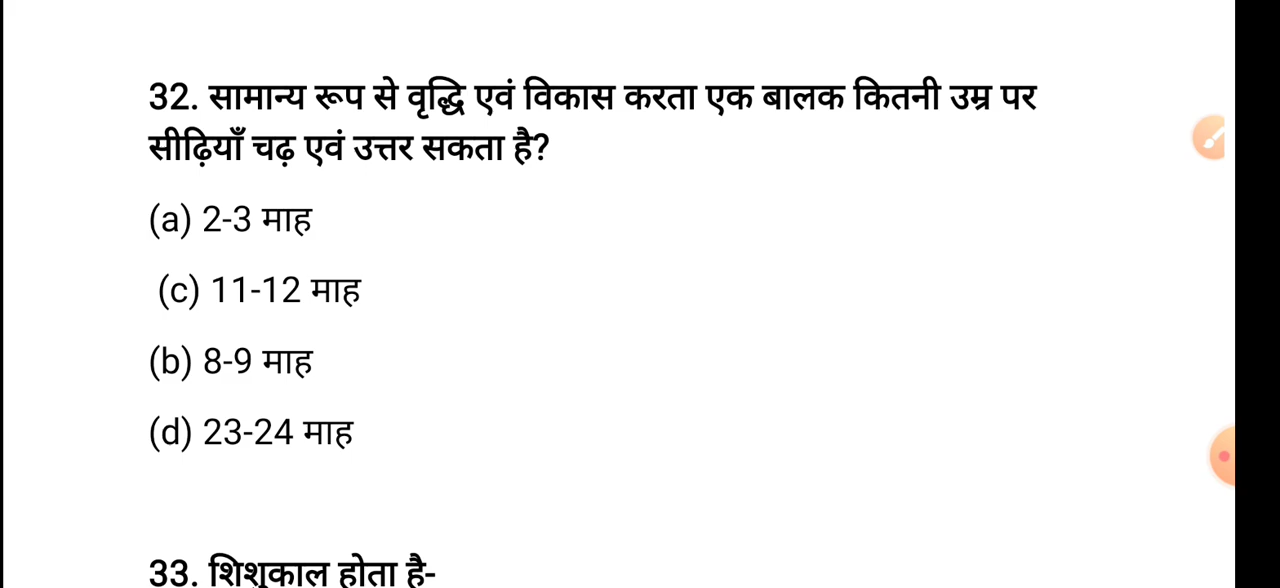 32. सामान्य रूप से वृद्धि एवं विकास करता एक बालक कितनी उम्र पर
सीढ़ियाँ चढ़ एवं उत्तर सकता है?
(a) 2-3 माह
(c) 11-12 माह
(b) 8-9 माह
(d) 23-24 माह
33. शिशुकाल होता है-